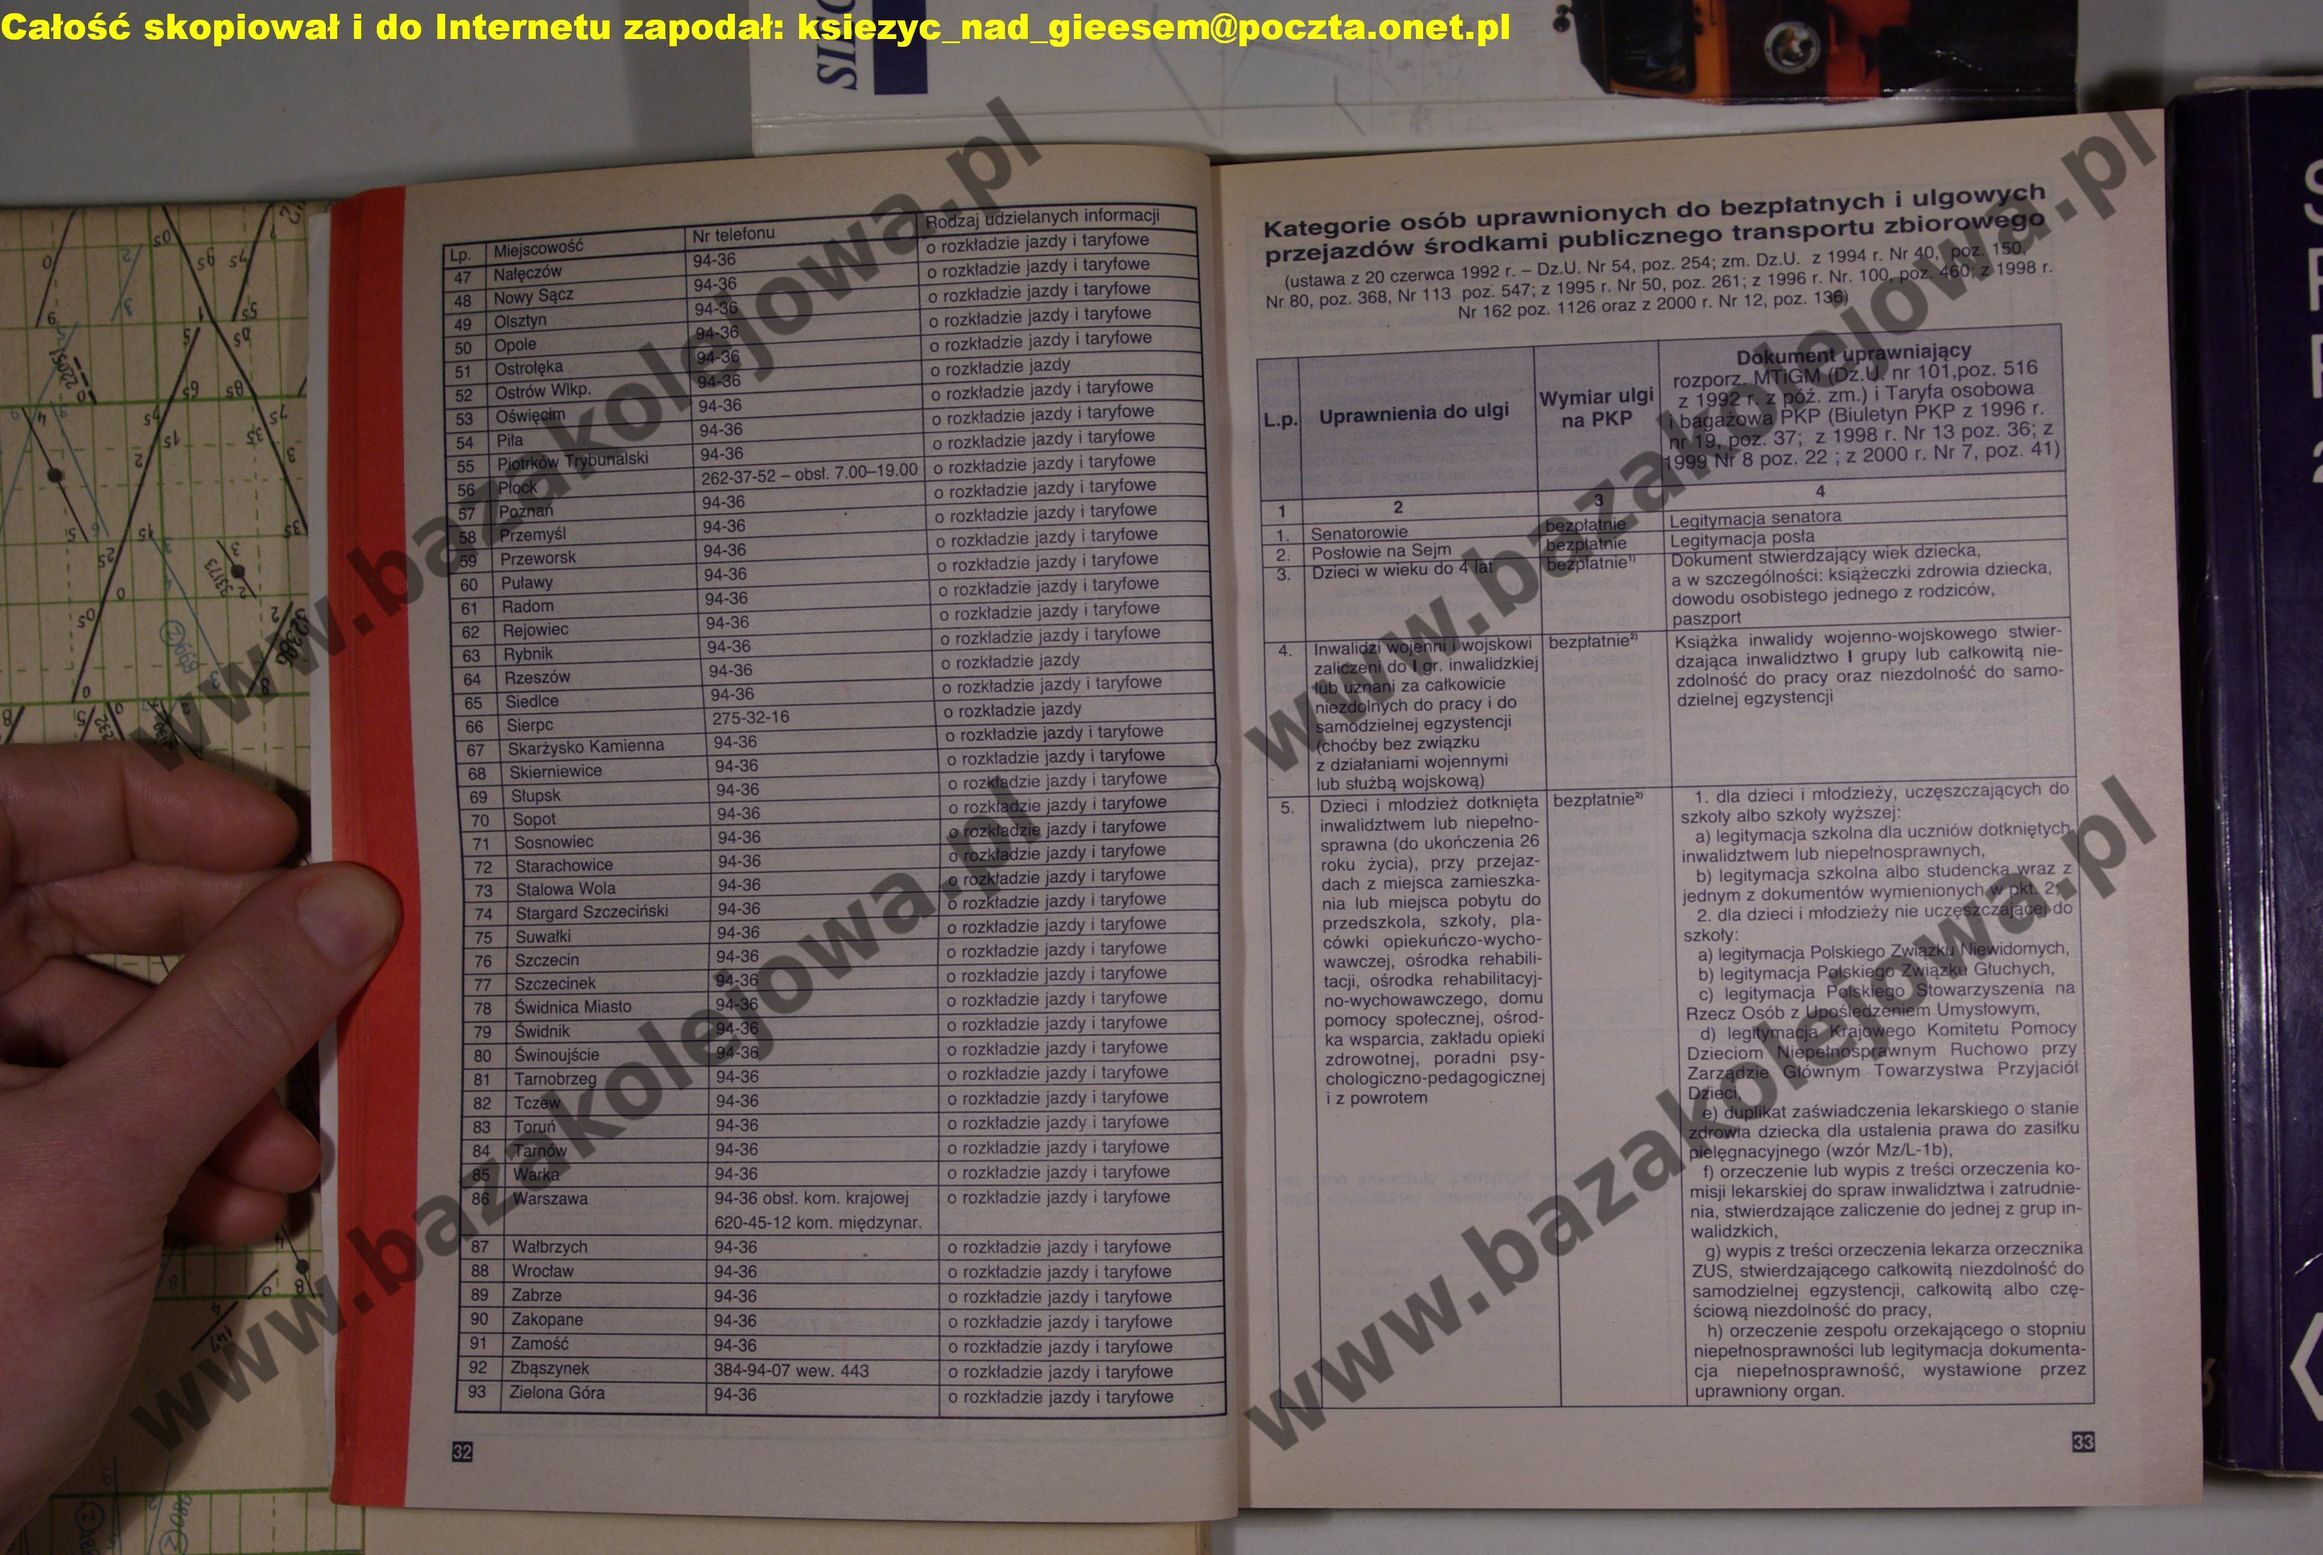 Całość skopiował i do Internetu zapodał: ksiezyc_nad_gieesem@poczta.onet.pl
Lp. Miejscowość Nr telefonu Rodzaj udzielanych informacji
47 Nałęczów 94-36 o rozkładzie jazdy i taryfowe
48 Nowy Sącz 94-36 o rozkładzie jazdy i taryfowe
49 Olsztyn 94-36 o rozkładzie jazdy i taryfowe
50 Opole 94-36 o rozkładzie jazdy i taryfowe
51 Ostrołęka 94-36 o rozkładzie jazdy i taryfowe
52 Ostrów Wlkp. 94-36 o rozkładzie jazdy
53 Oświęcim 94-36 o rozkładzie jazdy i taryfowe
54 Piła 94-36 o rozkładzie jazdy i taryfowe
55 Piotrków Trybunalski 94-36 o rozkładzie jazdy i taryfowe
56 Płock 262-37-52 – obsł. 7.00–19.00 o rozkładzie jazdy i taryfowe
57 Poznań 94-36 o rozkładzie jazdy i taryfowe
58 Przemyśl 94-36 o rozkładzie jazdy i taryfowe
59 Przeworsk 94-36 o rozkładzie jazdy i taryfowe
60 Puławy 94-36 o rozkładzie jazdy i taryfowe
61 Radom 94-36 o rozkładzie jazdy i taryfowe
62 Rejowiec 94-36 o rozkładzie jazdy i taryfowe
63 Rybnik 94-36 o rozkładzie jazdy i taryfowe
64 Rzeszów 94-36 o rozkładzie jazdy
65 Siedlce 94-36 o rozkładzie jazdy i taryfowe
66 Sierpc 275-32-16 o rozkładzie jazdy
67 Skarżysko Kamienna 94-36 o rozkładzie jazdy i taryfowe
68 Skierniewice 94-36 o rozkładzie jazdy i taryfowe
69 Słupsk 94-36 o rozkładzie jazdy i taryfowe
70 Sopot 94-36 o rozkładzie jazdy i taryfowe
71 Sosnowiec 94-36 o rozkładzie jazdy i taryfowe
72 Starachowice 94-36 o rozkładzie jazdy i taryfowe
73 Stalowa Wola 94-36 o rozkładzie jazdy i taryfowe
74 Stargard Szczeciński 94-36 o rozkładzie jazdy i taryfowe
75 Suwałki 94-36 o rozkładzie jazdy i taryfowe
76 Szczecin 94-36 o rozkładzie jazdy i taryfowe
77 Szczecinek 94-36 o rozkładzie jazdy i taryfowe
78 Świdnica Miasto 94-36 o rozkładzie jazdy i taryfowe
79 Świdnik 94-36 o rozkładzie jazdy i taryfowe
80 Świnoujście 94-36 o rozkładzie jazdy i taryfowe
81 Tarnobrzeg 94-36 o rozkładzie jazdy i taryfowe
82 Tczew 94-36 o rozkładzie jazdy i taryfowe
83 Toruń 94-36 o rozkładzie jazdy i taryfowe
84 Tarnów 94-36 o rozkładzie jazdy i taryfowe
85 Warka 94-36 o rozkładzie jazdy i taryfowe
86 Warszawa 94-36 obsł. kom. krajowej o rozkładzie jazdy i taryfowe
620-45-12 kom. międzynar.
87 Wałbrzych 94-36 o rozkładzie jazdy i taryfowe
88 Wrocław 94-36 o rozkładzie jazdy i taryfowe
89 Zabrze 94-36 o rozkładzie jazdy i taryfowe
90 Zakopane 94-36 o rozkładzie jazdy i taryfowe
91 Zamość 94-36 o rozkładzie jazdy i taryfowe
92 Zbąszynek 384-94-07 wew. 443 o rozkładzie jazdy i taryfowe
93 Zielona Góra 94-36 o rozkładzie jazdy i taryfowe
32
Kategorie osób uprawnionych do bezpłatnych i ulgowych
przejazdów środkami publicznego transportu zbiorowego
(ustawa z 20 czerwca 1992 r. – Dz.U. Nr 54, poz. 254; zm. Dz.U. z 1994 r. Nr 40, poz. 150,
Nr 80, poz. 368, Nr 113 poz. 547; z 1995 r. Nr 50, poz. 261; z 1996 r. Nr. 100, poz. 460; z 1998 r.
Nr 162 poz. 1126 oraz z 2000 r. Nr 12, poz. 136)
L.p.
Uprawnienia do ulgi
Wymiar ulgi
na PKP
Dokument uprawniający
rozporz. MTiGM (Dz.U. nr 101,poz. 516
z 1992 r. z póź. zm.) i Taryfa osobowa
i bagażowa PKP (Biuletyn PKP z 1996 r.
nr 19, poz. 37; z 1998 r. Nr 13 poz. 36; z
1999 Nr 8 poz. 22 ; z 2000 r. Nr 7, poz. 41)
1 2 3 4
1. Senatorowie bezpłatnie Legitymacja senatora
2. Posłowie na Sejm bezpłatnie Legitymacja posła
3. Dzieci w wieku do 4 lat bezpłatnie¹⁾ Dokument stwierdzający wiek dziecka,
a w szczególności: książeczki zdrowia dziecka,
dowodu osobistego jednego z rodziców,
paszport
4. Inwalidzi wojenni i wojskowi
zaliczeni do I gr. inwalidzkiej
lub uznani za całkowicie
niezdolnych do pracy i do
samodzielnej egzystencji
(choćby bez związku
z działaniami wojennymi
lub służbą wojskową)
bezpłatnie²⁾
Książka inwalidy wojenno-wojskowego stwier-
dzająca inwalidztwo I grupy lub całkowitą nie-
zdolność do pracy oraz niezdolność do samo-
dzielnej egzystencji
5. Dzieci i młodzież dotknięta
inwalidztwem lub niepełno-
sprawna (do ukończenia 26
roku życia), przy przejaz-
dach z miejsca zamieszka-
nia lub miejsca pobytu do
przedszkola, szkoły, pla-
cówki opiekuńczo-wycho-
wawczej, ośrodka rehabili-
tacji, ośrodka rehabilitacyj-
no-wychowawczego, domu
pomocy społecznej, ośrod-
ka wsparcia, zakładu opieki
zdrowotnej, poradni psy-
chologiczno-pedagogicznej
i z powrotem
bezpłatnie²⁾
1. dla dzieci i młodzieży, uczęszczających do
szkoły albo szkoły wyższej:
a) legitymacja szkolna dla uczniów dotkniętych
inwalidztwem lub niepełnosprawnych,
b) legitymacja szkolna albo studencka wraz z
jednym z dokumentów wymienionych w pkt. 2;
2. dla dzieci i młodzieży nie uczęszczającej do
szkoły:
a) legitymacja Polskiego Związku Niewidomych,
b) legitymacja Polskiego Związku Głuchych,
c) legitymacja Polskiego Stowarzyszenia na
Rzecz Osób z Upośledzeniem Umysłowym,
d) legitymacja Krajowego Komitetu Pomocy
Dzieciom Niepełnosprawnym Ruchowo przy
Zarządzie Głównym Towarzystwa Przyjaciół
Dzieci,
e) duplikat zaświadczenia lekarskiego o stanie
zdrowia dziecka dla ustalenia prawa do zasiłku
pielęgnacyjnego (wzór Mz/L-1b),
f) orzeczenie lub wypis z treści orzeczenia ko-
misji lekarskiej do spraw inwalidztwa i zatrudnie-
nia, stwierdzające zaliczenie do jednej z grup in-
walidzkich,
g) wypis z treści orzeczenia lekarza orzecznika
ZUS, stwierdzającego całkowitą niezdolność do
samodzielnej egzystencji, całkowitą albo czę-
ściową niezdolność do pracy,
h) orzeczenie zespołu orzekającego o stopniu
niepełnosprawności lub legitymacja dokumenta-
cja niepełnosprawność, wystawione przez
uprawniony organ.
33
www.bazakolejowa.pl
www.bazakolejowa.pl
www.bazakolejowa.pl
www.bazakolejowa.pl